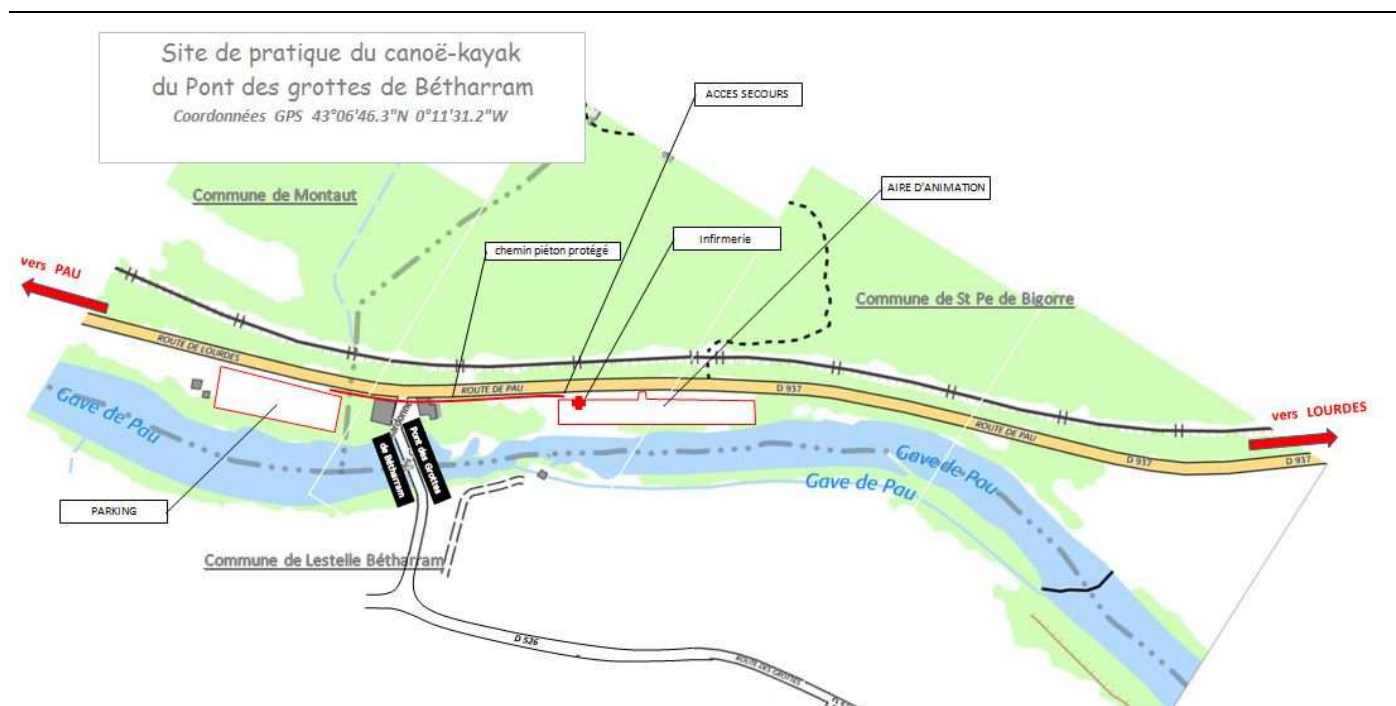 Site de pratique du canoë-kayak
du Pont des grottes de Bétharram
Coordonnées GPS 43°06'46.3"N 0°11'31.2"W
ACCES SECOURS
AIRE D'ANIMATION
Commune de Montaut
Infirmerie
chemin piéton protégé
vers PAU
Commune de St Pe de Bigorre
ROUTE DE LOURDES
ROUTE DE PAU
D 937
vers LOURDES
ROUTE DE PAU
D 937
D 937
Gave de Pau
Pont des Grottes
de Bétharram
Gave de Pau
Gave de Pau
PARKING
Commune de Lestelle Bétharram
D 526
ROUTE DES GROTTES